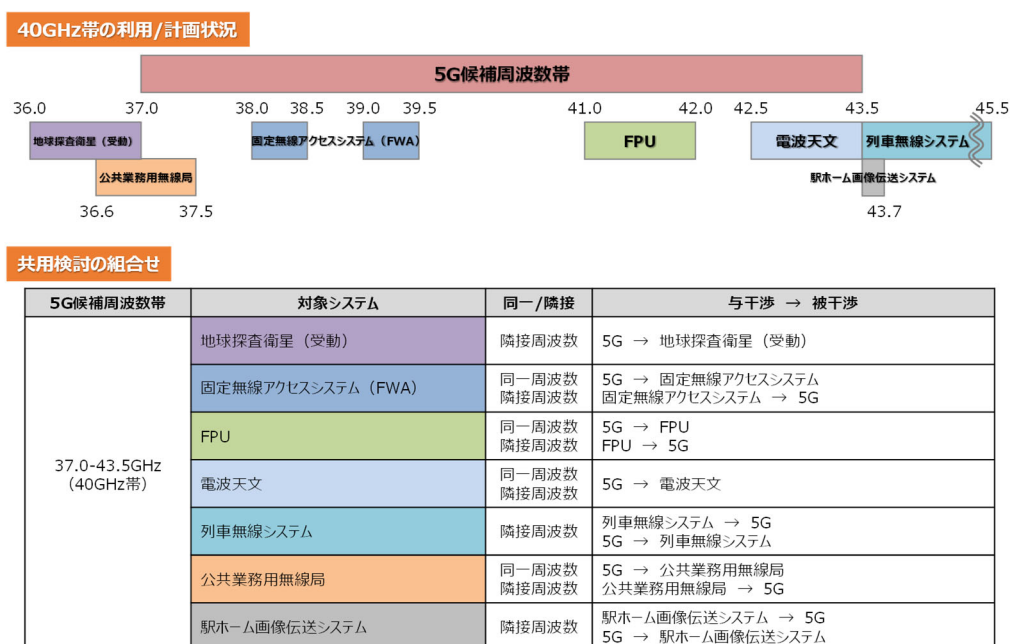 40GHz帯の利用/計画状況
5G候補周波数帯
36.0 37.0 38.0 38.5 39.0 39.5 41.0 42.0 42.5 43.5 45.5
地球探査衛星（受動） 固定無線アクセスシステム（FWA） FPU 電波天文 列車無線システム
公共業務用無線局 駅ホーム画像伝送システム
36.6 37.5 43.7
共用検討の組合せ
5G候補周波数帯 対象システム 同一/隣接 与干渉 → 被干渉
37.0-43.5GHz
（40GHz帯）
地球探査衛星（受動） 隣接周波数 5G → 地球探査衛星（受動）
固定無線アクセスシステム（FWA） 同一周波数 5G → 固定無線アクセスシステム
隣接周波数 固定無線アクセスシステム → 5G
FPU 同一周波数 5G → FPU
隣接周波数 FPU → 5G
電波天文 同一周波数 5G → 電波天文
隣接周波数
列車無線システム 隣接周波数 列車無線システム → 5G
5G → 列車無線システム
公共業務用無線局 同一周波数 5G → 公共業務用無線局
隣接周波数 公共業務用無線局 → 5G
駅ホーム画像伝送システム 隣接周波数 駅ホーム画像伝送システム → 5G
5G → 駅ホーム画像伝送システム